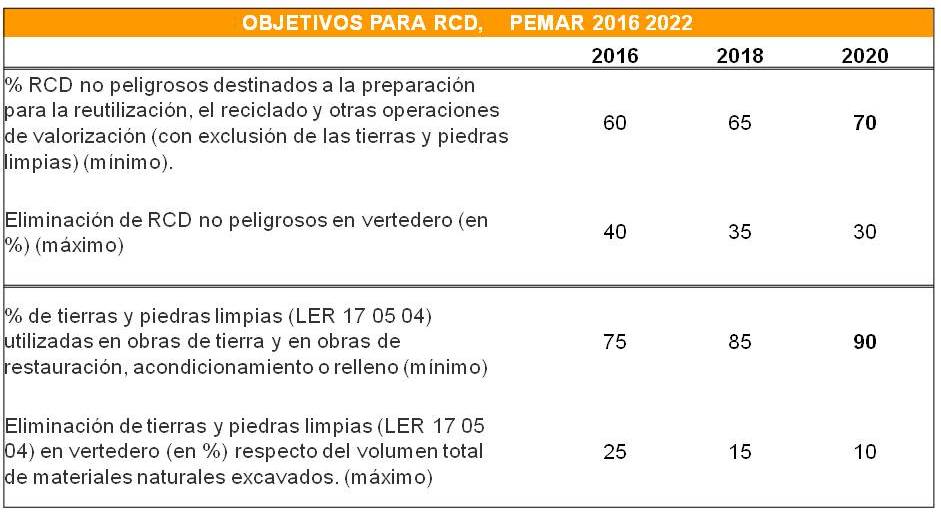 OBJETIVOS PARA RCD, PEMAR 2016 2022
2016 2018 2020
% RCD no peligrosos destinados a la preparación
para la reutilización, el reciclado y otras operaciones
de valorización (con exclusión de las tierras y piedras
limpias) (mínimo).
60 65 70
Eliminación de RCD no peligrosos en vertedero (en
%) (máximo)
40 35 30
% de tierras y piedras limpias (LER 17 05 04)
utilizadas en obras de tierra y en obras de
restauración, acondicionamiento o relleno (mínimo)
75 85 90
Eliminación de tierras y piedras limpias (LER 17 05
04) en vertedero (en %) respecto del volumen total
de materiales naturales excavados. (máximo)
25 15 10